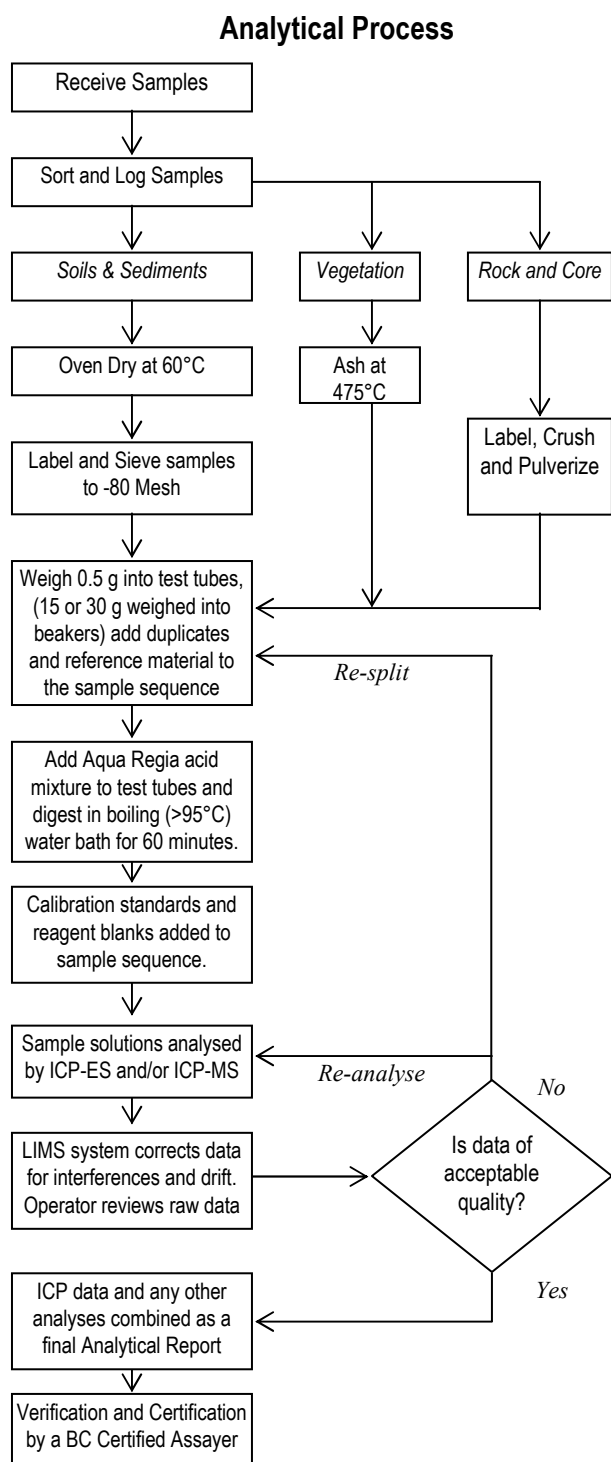 Analytical Process
Receive Samples
Sort and Log Samples
Soils & Sediments
Vegetation
Rock and Core
Oven Dry at 60°C
Ash at
475°C
Label, Crush
and Pulverize
Label and Sieve samples
to -80 Mesh
Weigh 0.5 g into test tubes,
(15 or 30 g weighed into
beakers) add duplicates
and reference material to
the sample sequence
Re-split
Add Aqua Regia acid
mixture to test tubes and
digest in boiling (>95°C)
water bath for 60 minutes.
Calibration standards and
reagent blanks added to
sample sequence.
Sample solutions analysed
by ICP-ES and/or ICP-MS
Re-analyse
No
LIMS system corrects data
for interferences and drift.
Operator reviews raw data
Is data of
acceptable
quality?
Yes
ICP data and any other
analyses combined as a
final Analytical Report
Verification and Certification
by a BC Certified Assayer